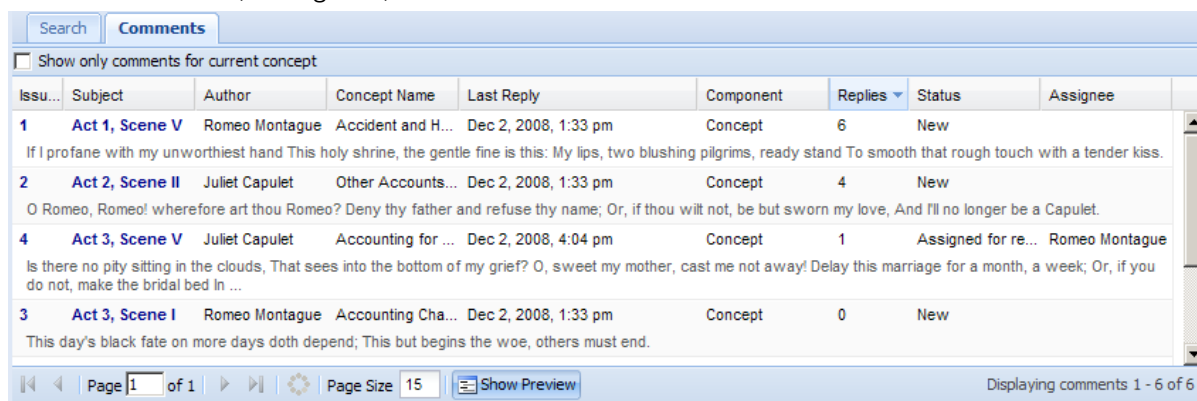 Search Comments
Show only comments for current concept
Issu... Subject Author Concept Name Last Reply Component Replies Status Assignee
1 Act 1, Scene V Romeo Montague Accident and H... Dec 2, 2008, 1:33 pm Concept 6 New
If I profane with my unworthiest hand This holy shrine, the gentle fine is this: My lips, two blushing pilgrims, ready stand To smooth that rough touch with a tender kiss.
2 Act 2, Scene II Juliet Capulet Other Accounts... Dec 2, 2008, 1:33 pm Concept 4 New
O Romeo, Romeo! wherefore art thou Romeo? Deny thy father and refuse thy name; Or, if thou wilt not, be but sworn my love, And I'll no longer be a Capulet.
4 Act 3, Scene V Juliet Capulet Accounting for ... Dec 2, 2008, 4:04 pm Concept 1 Assigned for re... Romeo Montague
Is there no pity sitting in the clouds, That sees into the bottom of my grief? O, sweet my mother, cast me not away! Delay this marriage for a month, a week; Or, if you
do not, make the bridal bed In ...
3 Act 3, Scene I Romeo Montague Accounting Cha... Dec 2, 2008, 1:33 pm Concept 0 New
This day's black fate on more days doth depend; This but begins the woe, others must end.
Page 1 of 1 Page Size 15 Show Preview Displaying comments 1 - 6 of 6